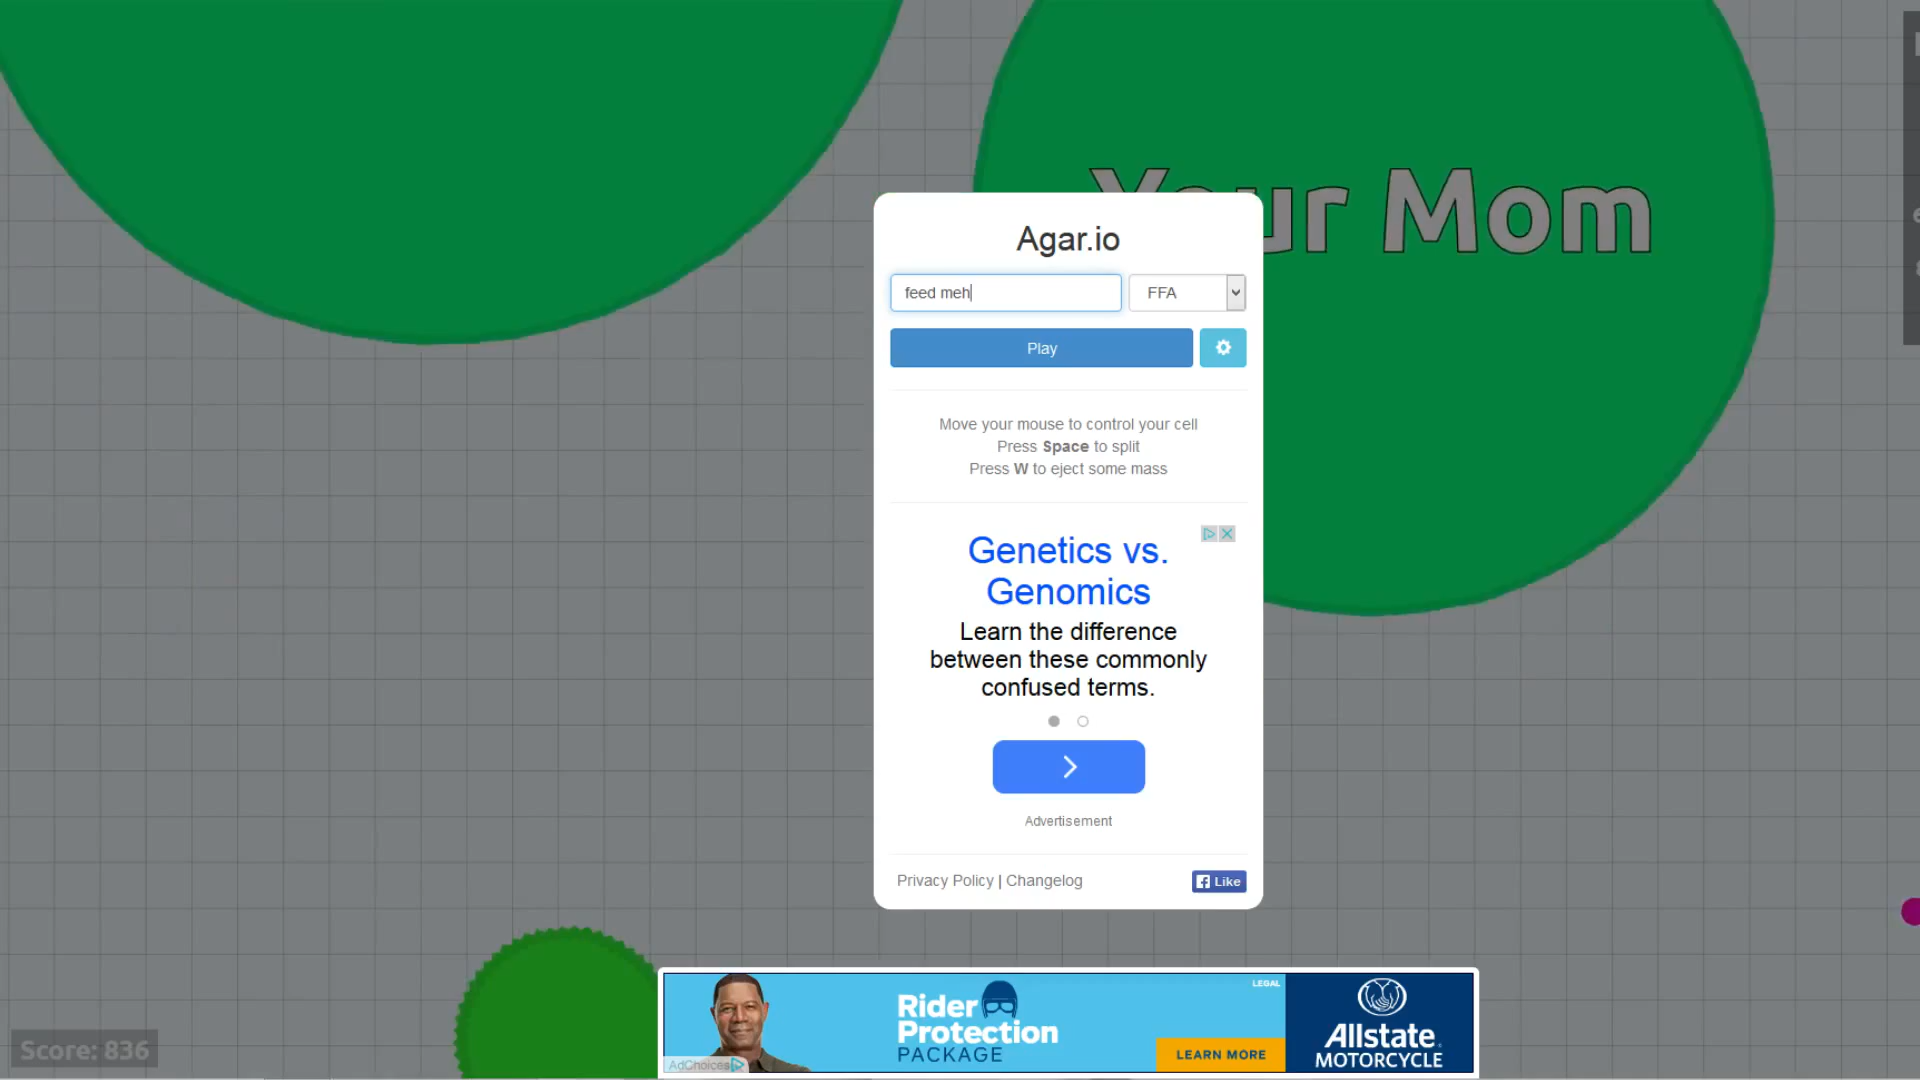 Your Mom
Agar.io
feed meh
FFA
Play
Move your mouse to control your cell
Press Space to split
Press W to eject some mass
Genetics vs.
Genomics
Learn the difference
between these commonly
confused terms.
Advertisement
Privacy Policy | Changelog
Like
LEGAL
Rider
Protection
PACKAGE
LEARN MORE
Allstate
MOTORCYCLE
AdChoices
Score: 836